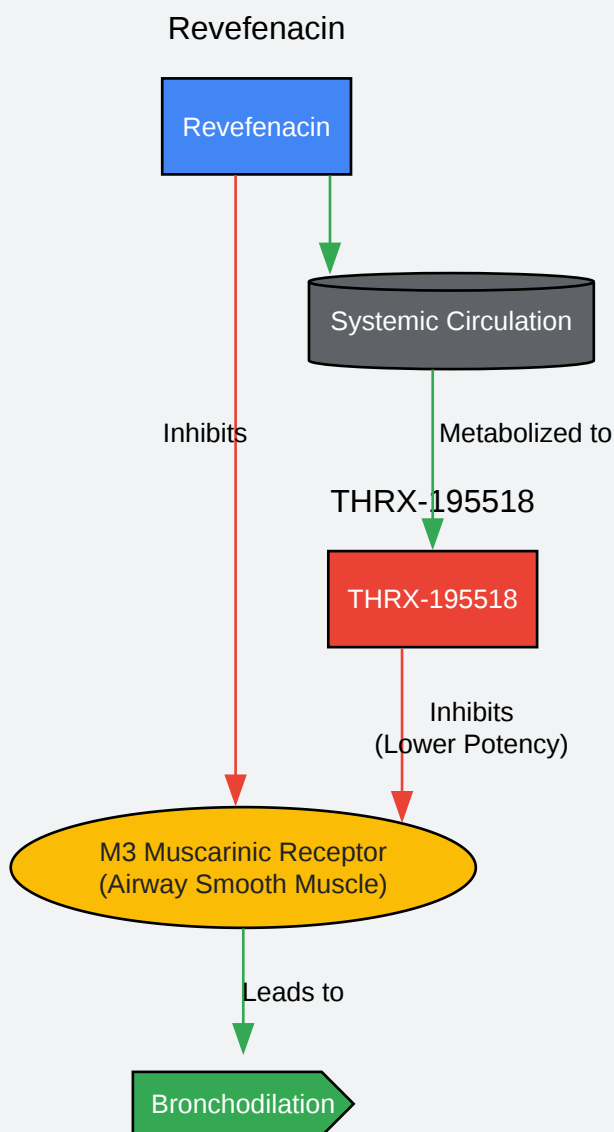 Revefenacin
Revefenacin
Systemic Circulation
Inhibits
Metabolized to
THRX-195518
THRX-195518
Inhibits
(Lower Potency)
M3 Muscarinic Receptor
(Airway Smooth Muscle)
Leads to
Bronchodilation